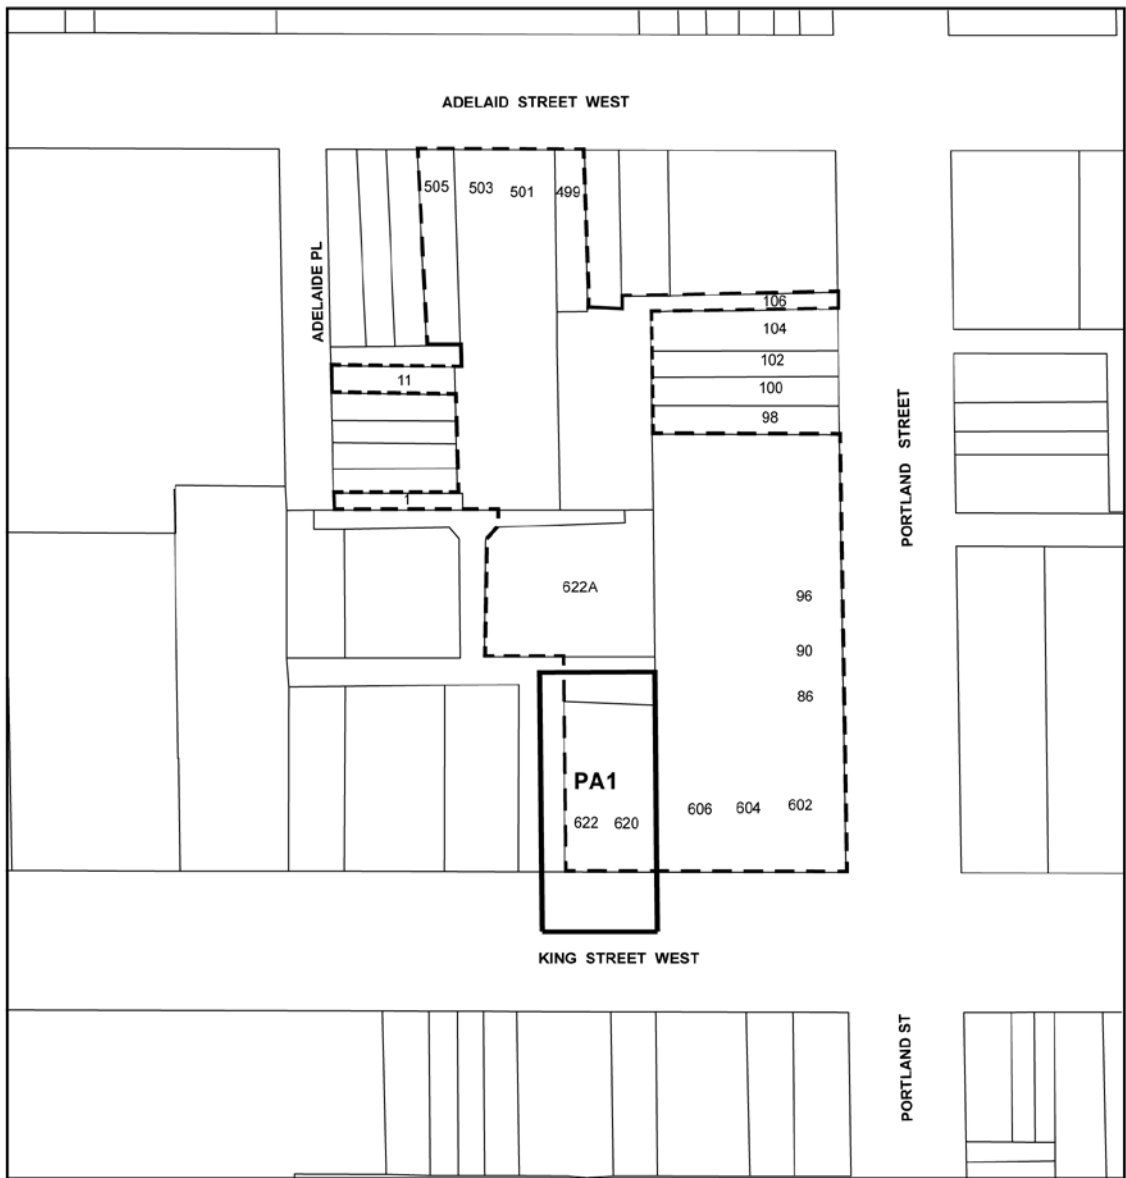 ADELAID STREET WEST
505 503 501 499
ADELAIDE PL
106
104
102
11
100
98
PORTLAND STREET
1
622A
96
90
86
PA1
606 604 602
622 620
KING STREET WEST
PORTLAND ST